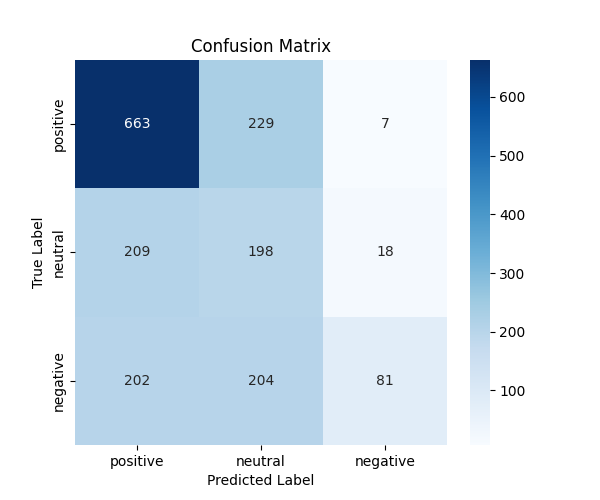 Confusion Matrix
positive 663 229 7
neutral 209 198 18
negative 202 204 81
True Label
positive neutral negative
Predicted Label
600
500
400
300
200
100